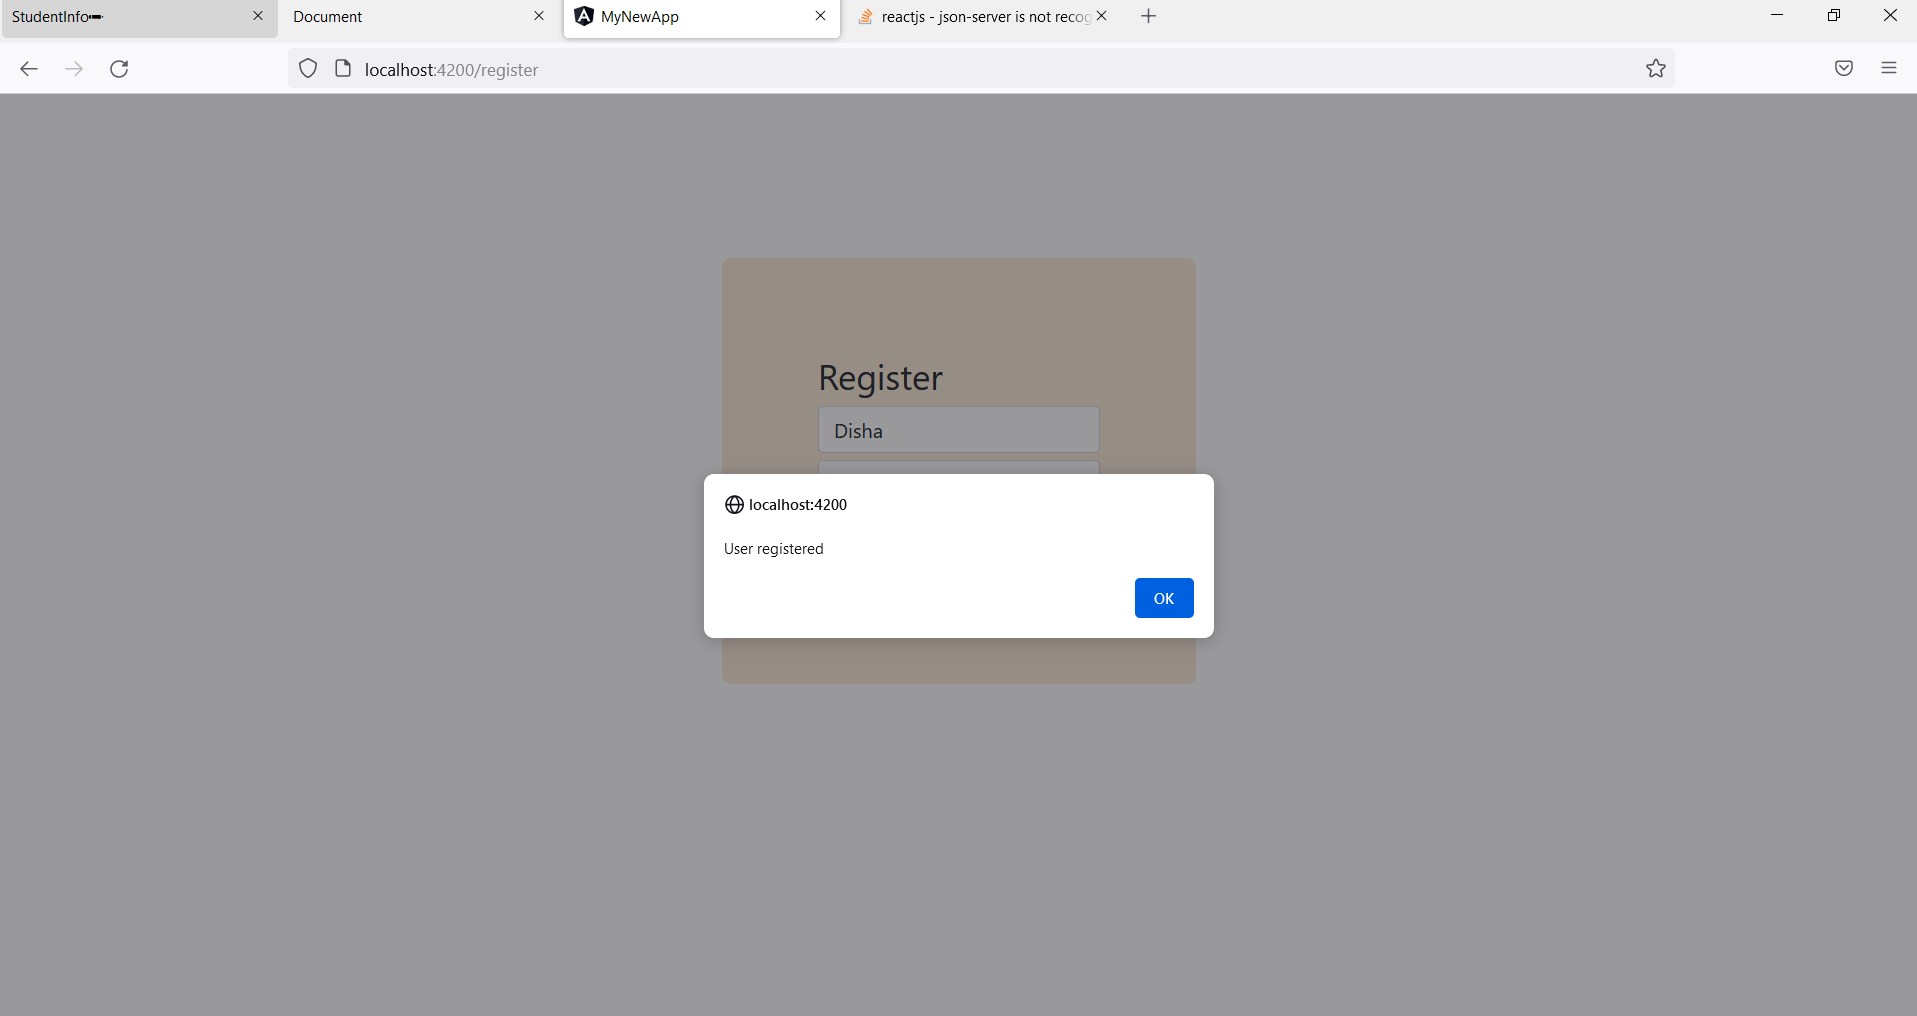 StudentInfo
Document
MyNewApp
reactjs - json-server is not recog
localhost:4200/register
Register
Disha
localhost:4200
User registered
OK